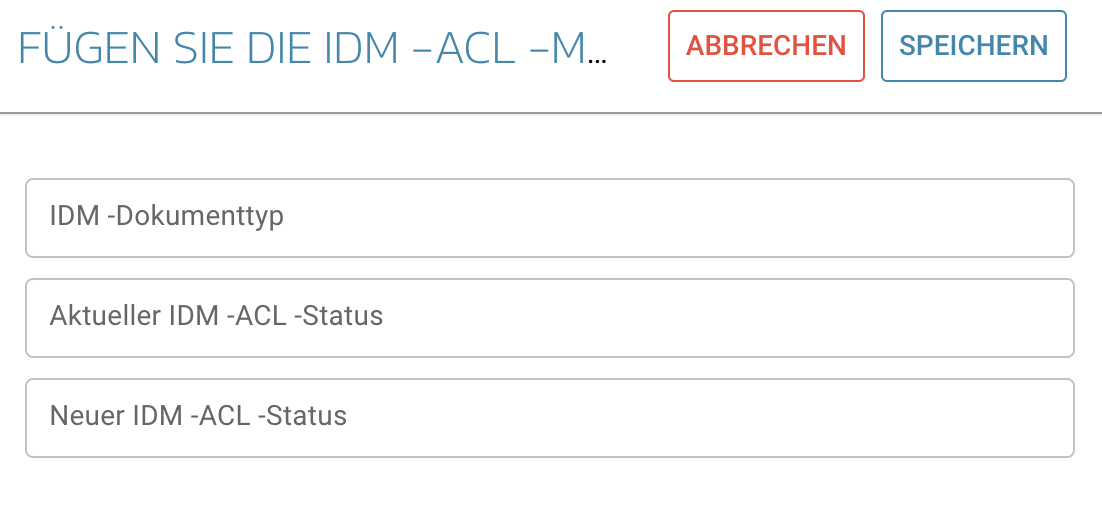 FÜGEN SIE DIE IDM –ACL –M...
ABBRECHEN
SPEICHERN
IDM -Dokumenttyp
Aktueller IDM -ACL -Status
Neuer IDM -ACL -Status